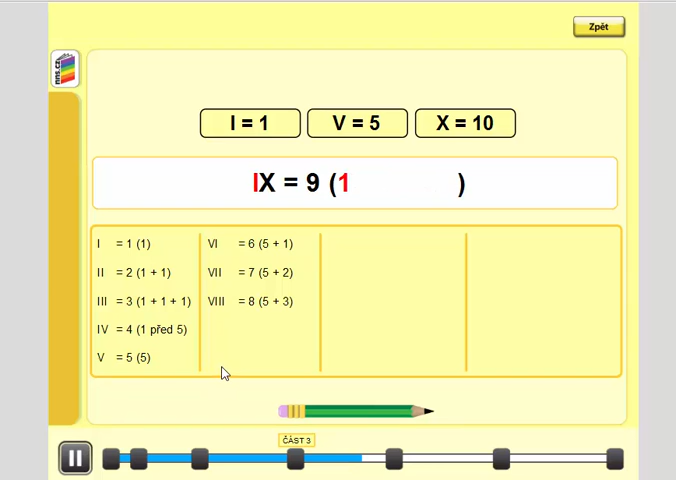 Zpět
nns.cz
I = 1 V = 5 X = 10
IX = 9 (1 )
I = 1 (1)
II = 2 (1 + 1)
III = 3 (1 + 1 + 1)
IV = 4 (1 před 5)
V = 5 (5)
VI = 6 (5 + 1)
VII = 7 (5 + 2)
VIII = 8 (5 + 3)
ČÁST 3